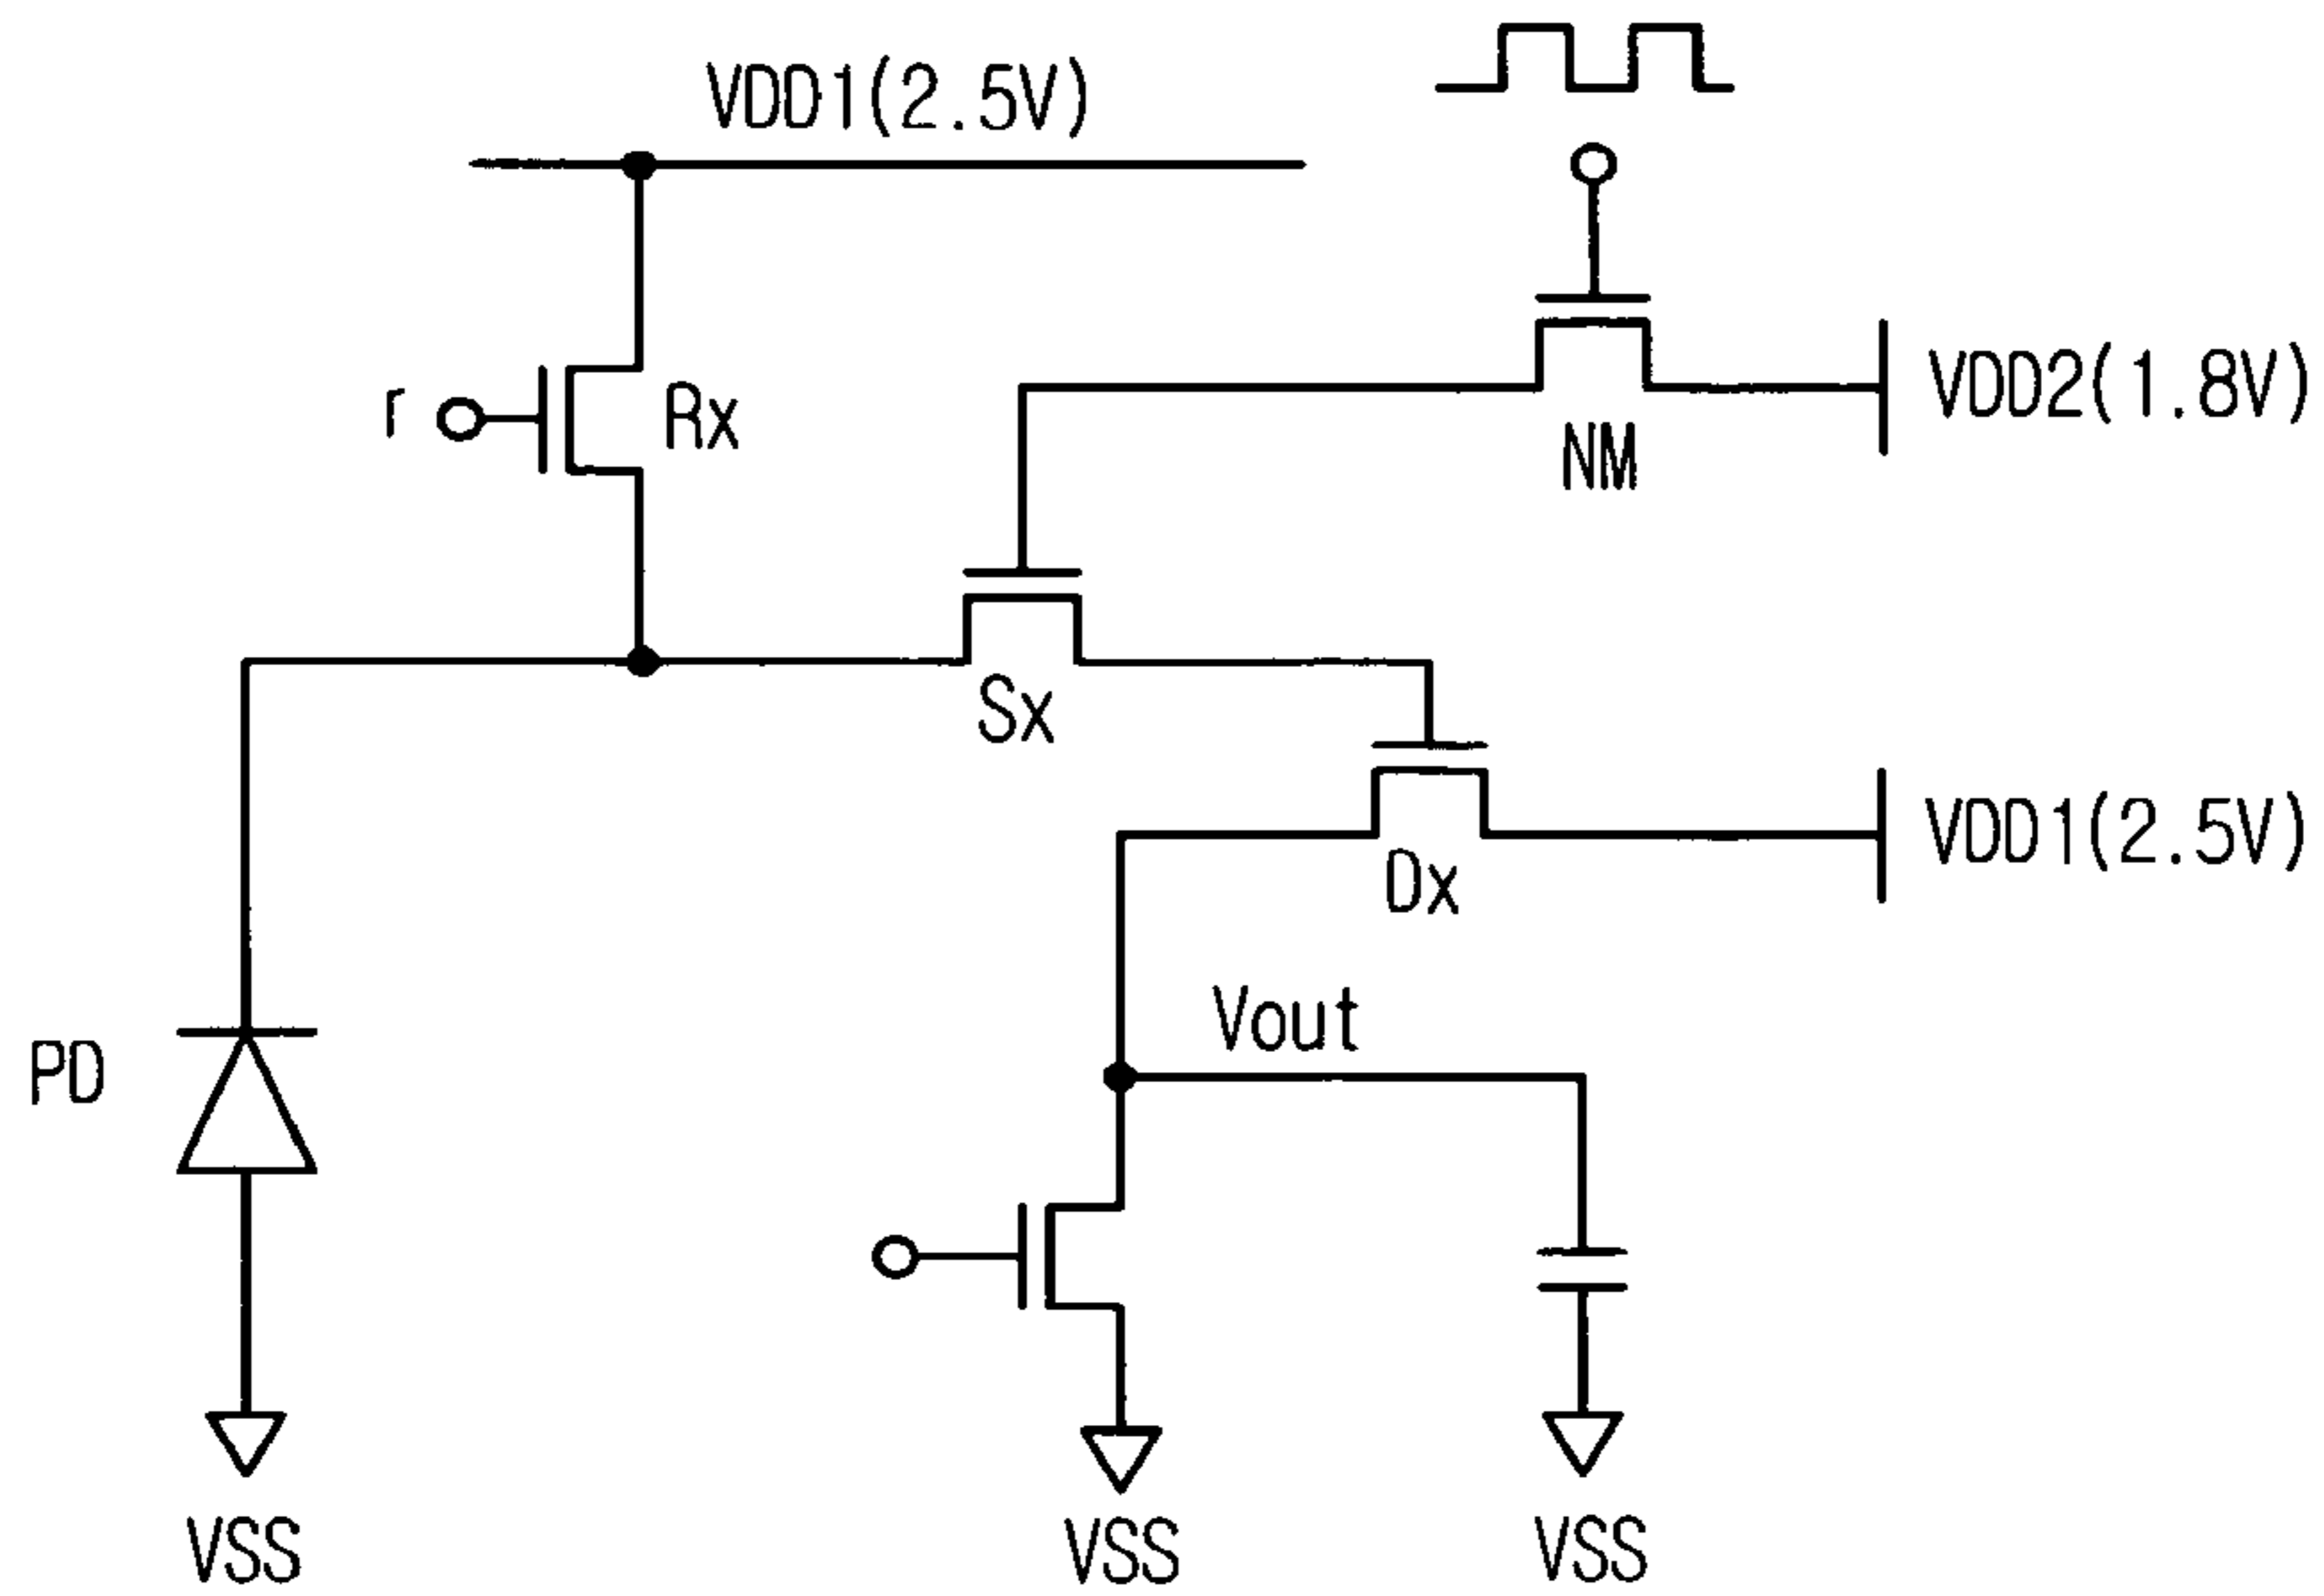 VDD1(2.5V)
r
Rx
VDD2(1.8V)
NM
Sx
VDD1(2.5V)
Dx
Vout
PD
VSS
VSS
VSS